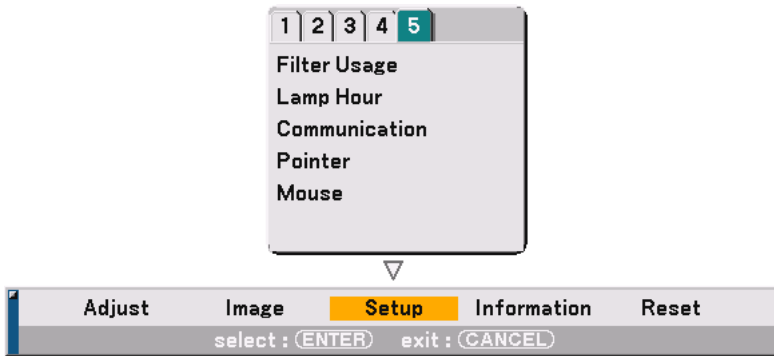 1 2 3 4 5
Filter Usage
Lamp Hour
Communication
Pointer
Mouse
Adjust Image Setup Information Reset
select : ENTER exit : CANCEL